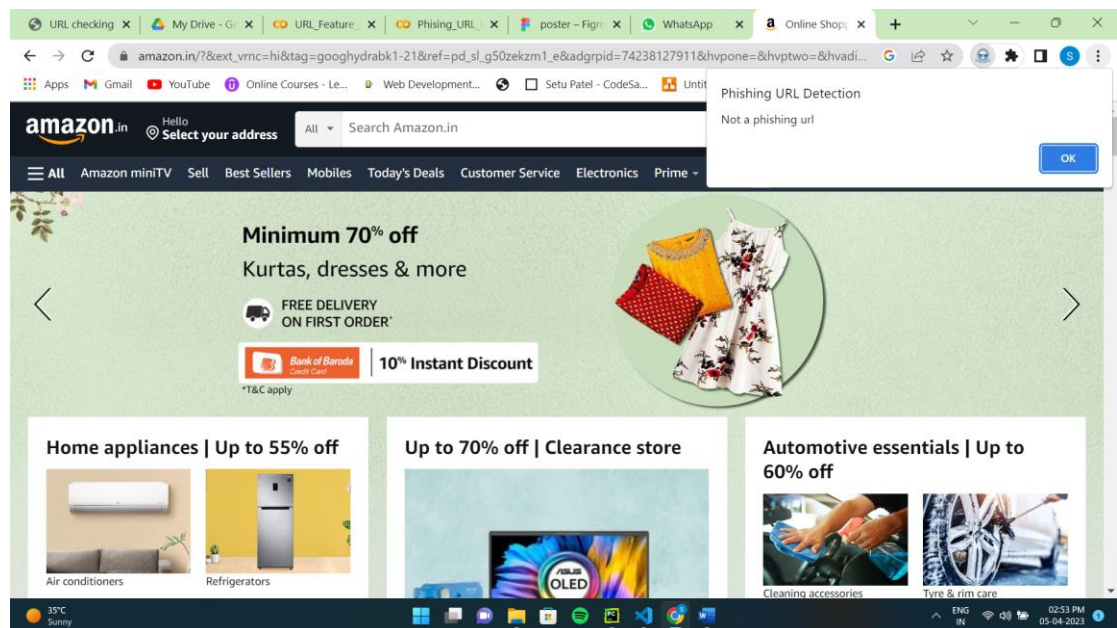 URL checking
My Drive - Go
URL_Feature_
Phising_URL_
poster – Figm
WhatsApp
Online Shopp
amazon.in/?&ext_vrnc=hi&tag=googhydrabk1-21&ref=pd_sl_g50zekzm1_e&adgrpid=74238127911&hvpone=&hvptwo=&hvadi...
Apps Gmail YouTube Online Courses - Le... Web Development... Setu Patel - CodeSa... Untit
Phishing URL Detection
Not a phishing url
OK
amazon.in
Hello
Select your address
All
Search Amazon.in
All Amazon miniTV Sell Best Sellers Mobiles Today's Deals Customer Service Electronics Prime
Minimum 70% off
Kurtas, dresses & more
FREE DELIVERY
ON FIRST ORDER*
Bank of Baroda
Credit Card
10% Instant Discount
*T&C apply
Home appliances | Up to 55% off
Air conditioners
Refrigerators
Up to 70% off | Clearance store
ASUS
OLED
Automotive essentials | Up to
60% off
Cleaning accessories
Tyre & rim care
35°C
Sunny
ENG
IN
02:53 PM
05-04-2023
1